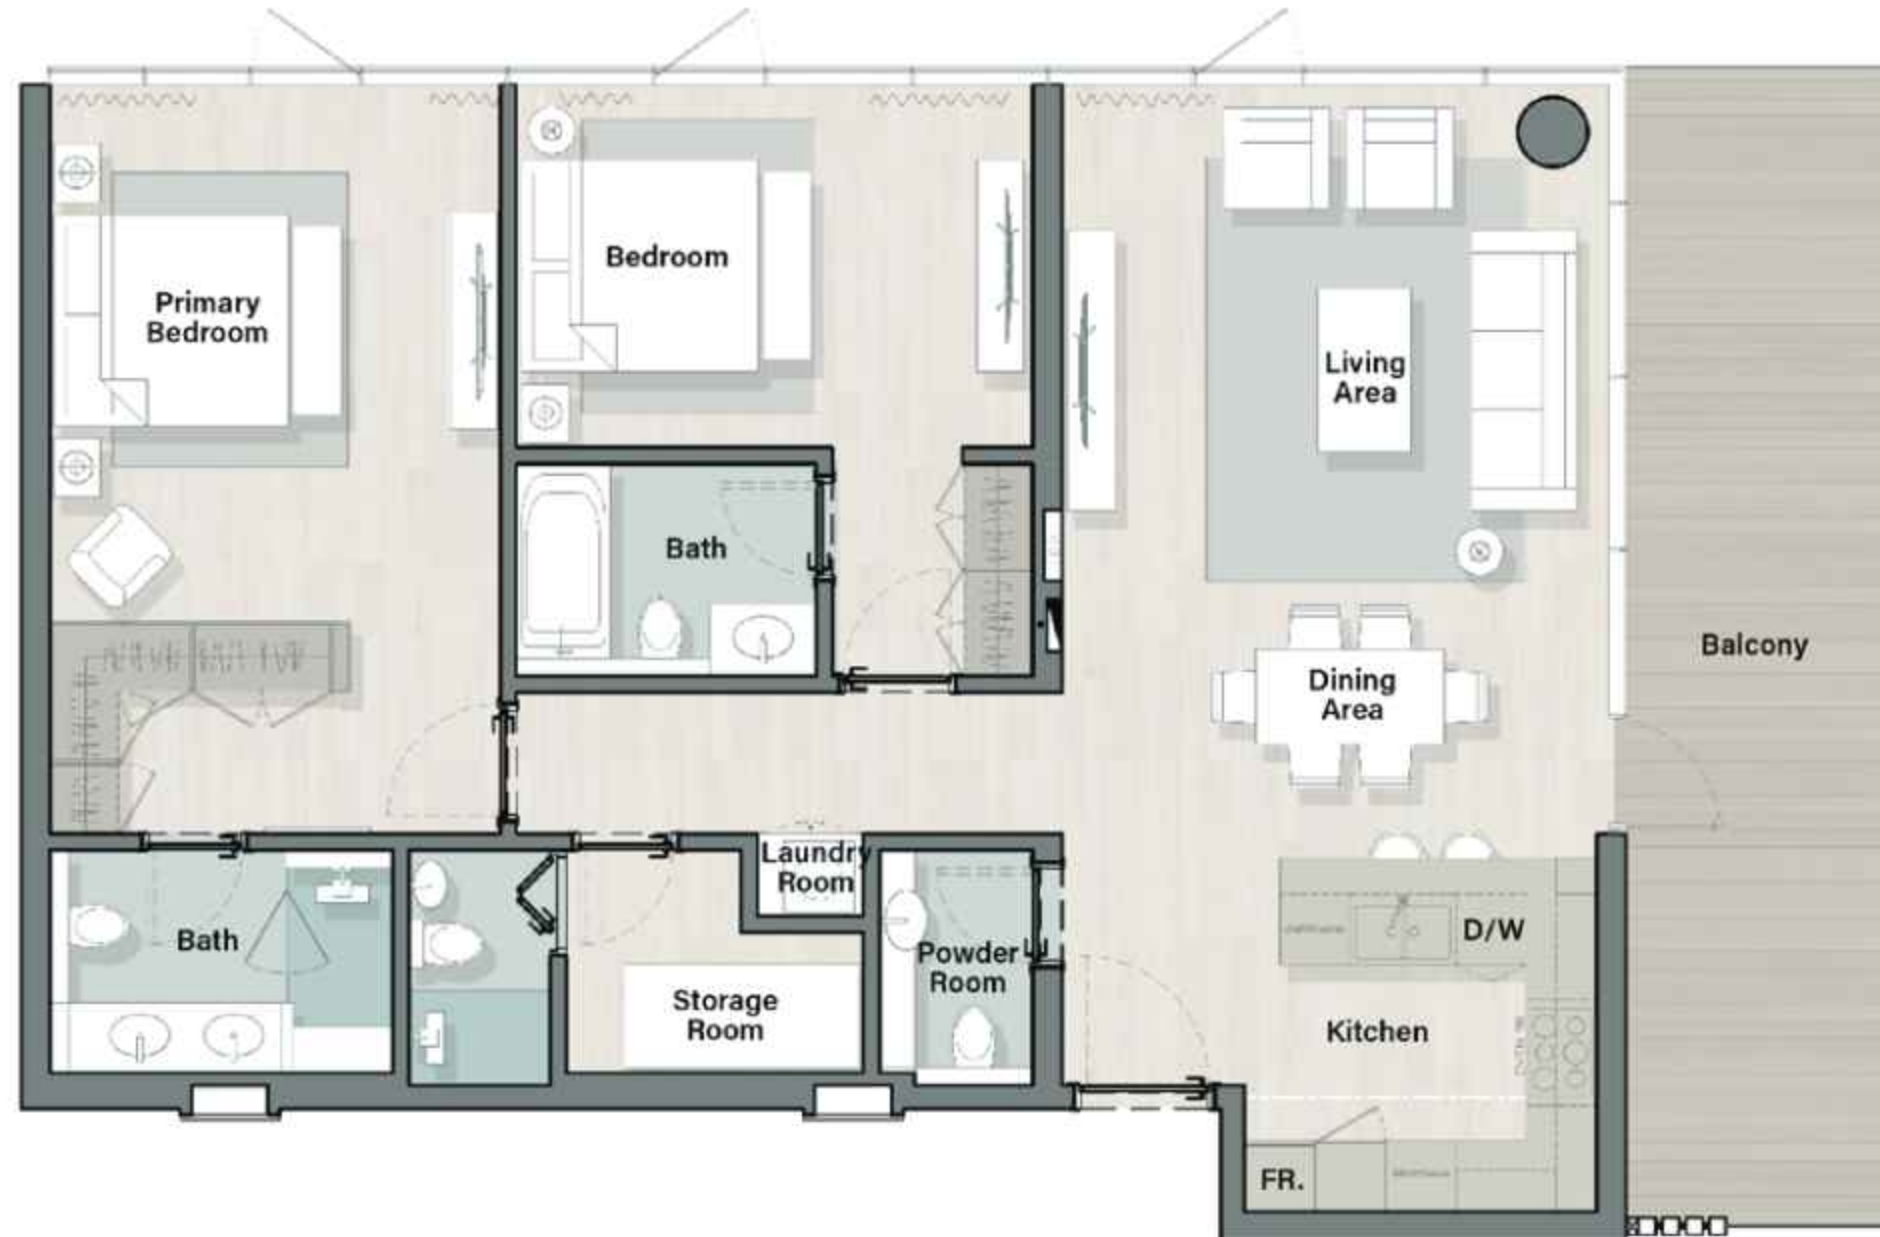 Primary
Bedroom
Bedroom
Living
Area
Bath
Dining
Area
Balcony
Laundry
Room
Bath
Powder
Room
D/W
Storage
Room
Kitchen
FR.